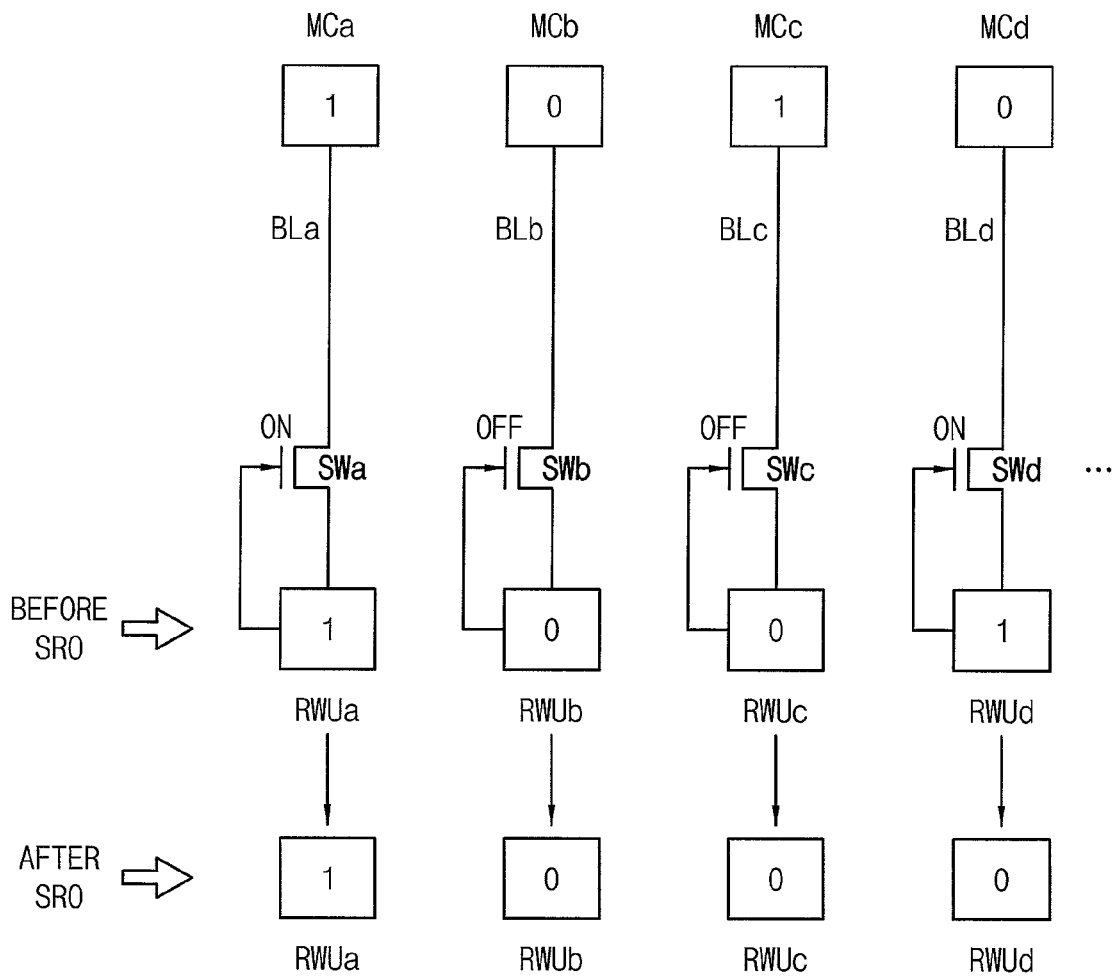 MCa MCb MCc MCd
1 0 1 0
BLa BLb BLc BLd
ON OFF OFF ON
SWa SWb SWc SWd ...
BEFORE
SRO
1 0 0 1
RWUa RWUb RWUc RWUd
AFTER
SRO
1 0 0 0
RWUa RWUb RWUc RWUd